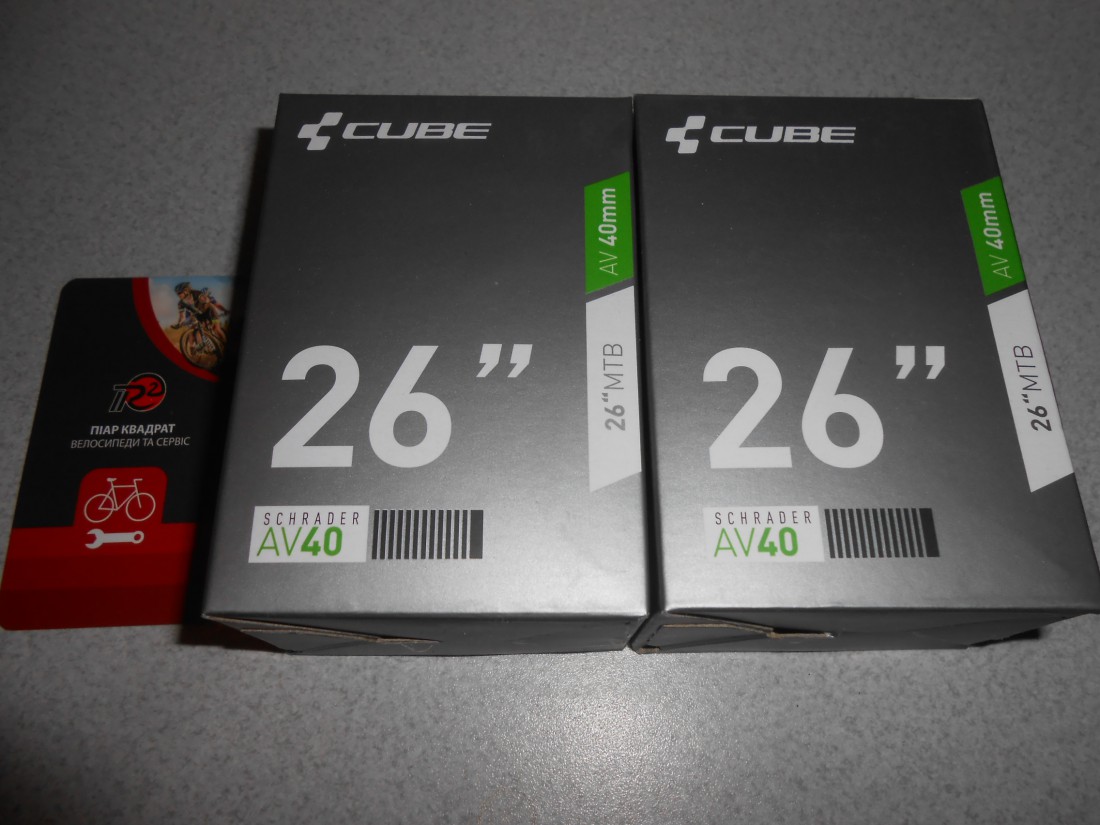 CUBE
AV 40mm
26“MTB
26”
SCHRADER
AV40
CUBE
AV 40mm
26“MTB
26”
SCHRADER
AV40
ПІАР КВАДРАТ
ВЕЛОСИПЕДИ ТА СЕРВІС